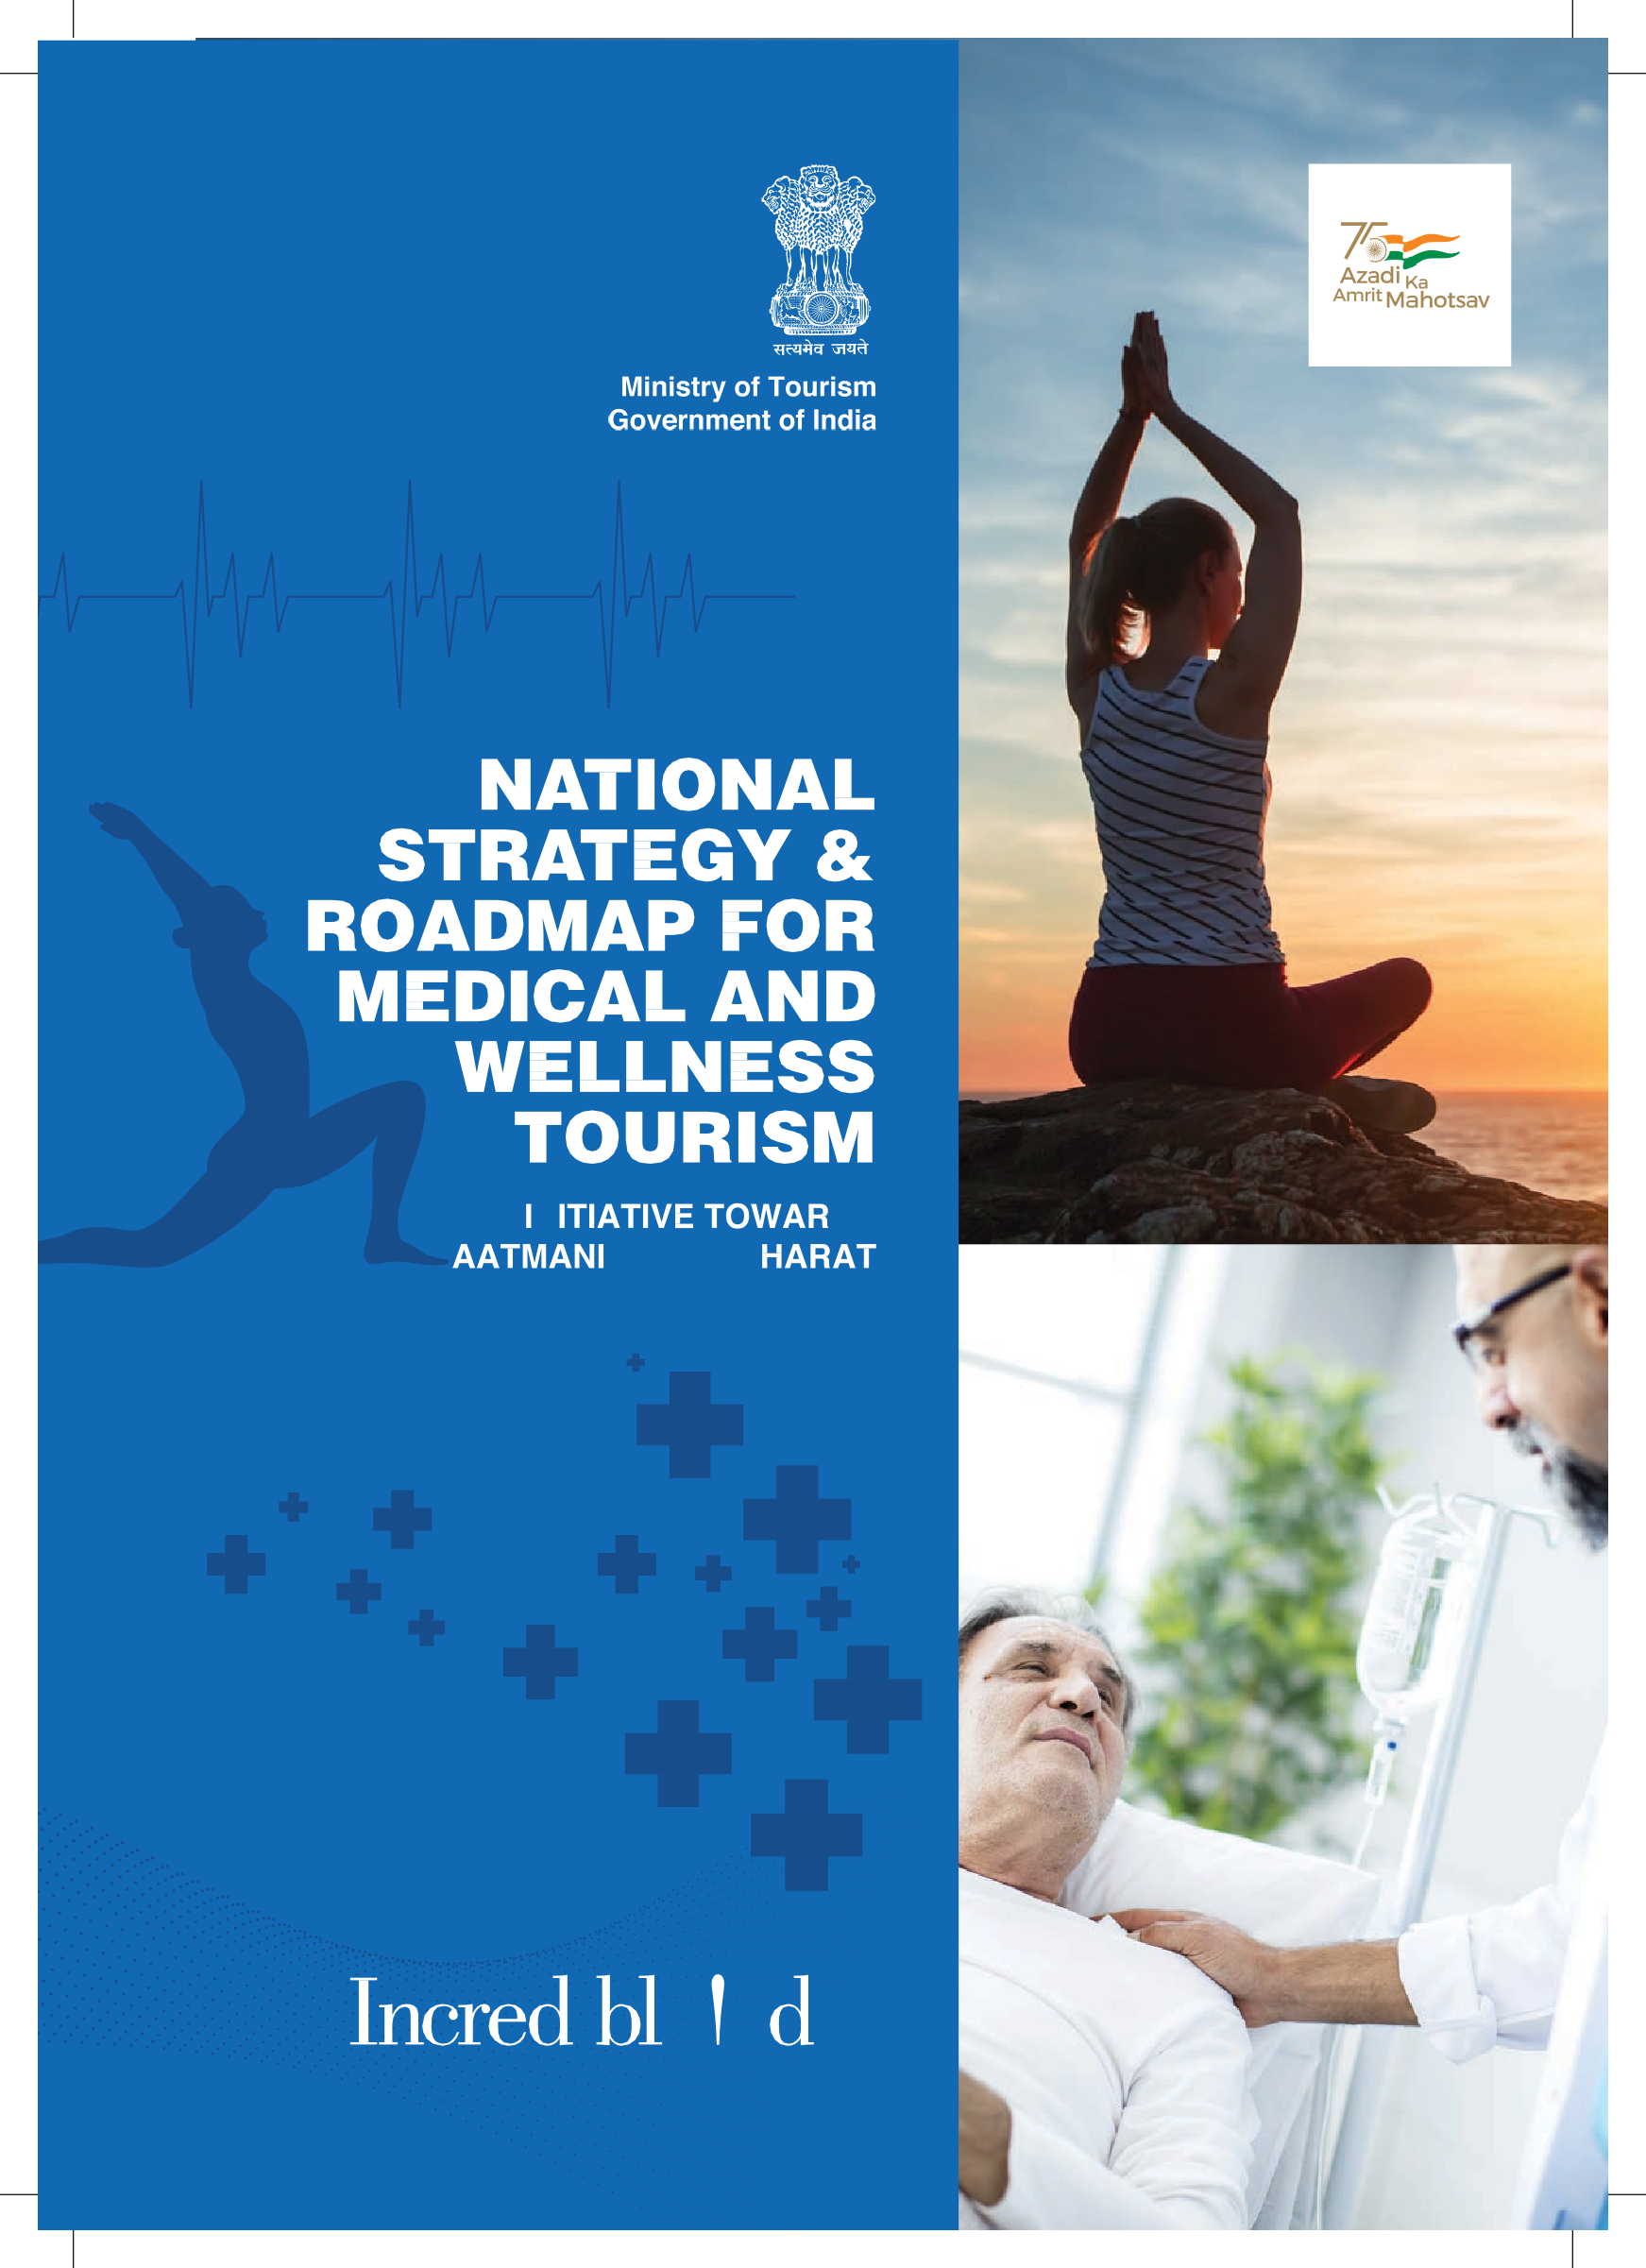 सत्यमेव जयते
Ministry of Tourism
Government of India
75
Azadi Ka
Amrit Mahotsav
NATIONAL
STRATEGY &
ROADMAP FOR
MEDICAL AND
WELLNESS
TOURISM
I ITIATIVE TOWAR
AATMANI HARAT
Incred bl ! d